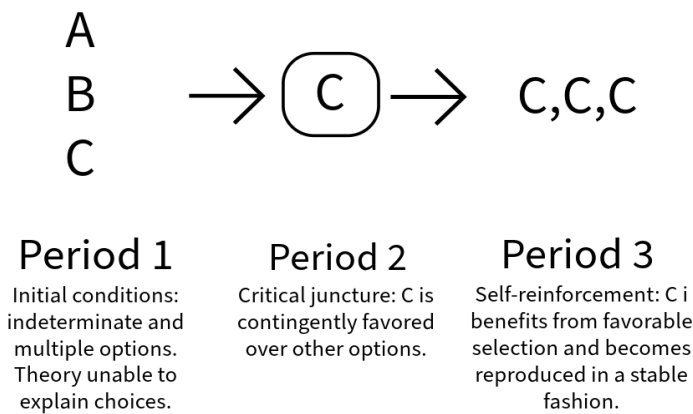 A
B
C
C
C,C,C
Period 1
Initial conditions:
indeterminate and
multiple options.
Theory unable to
explain choices.
Period 2
Critical juncture: C is
contingently favored
over other options.
Period 3
Self-reinforcement: C i
benefits from favorable
selection and becomes
reproduced in a stable
fashion.